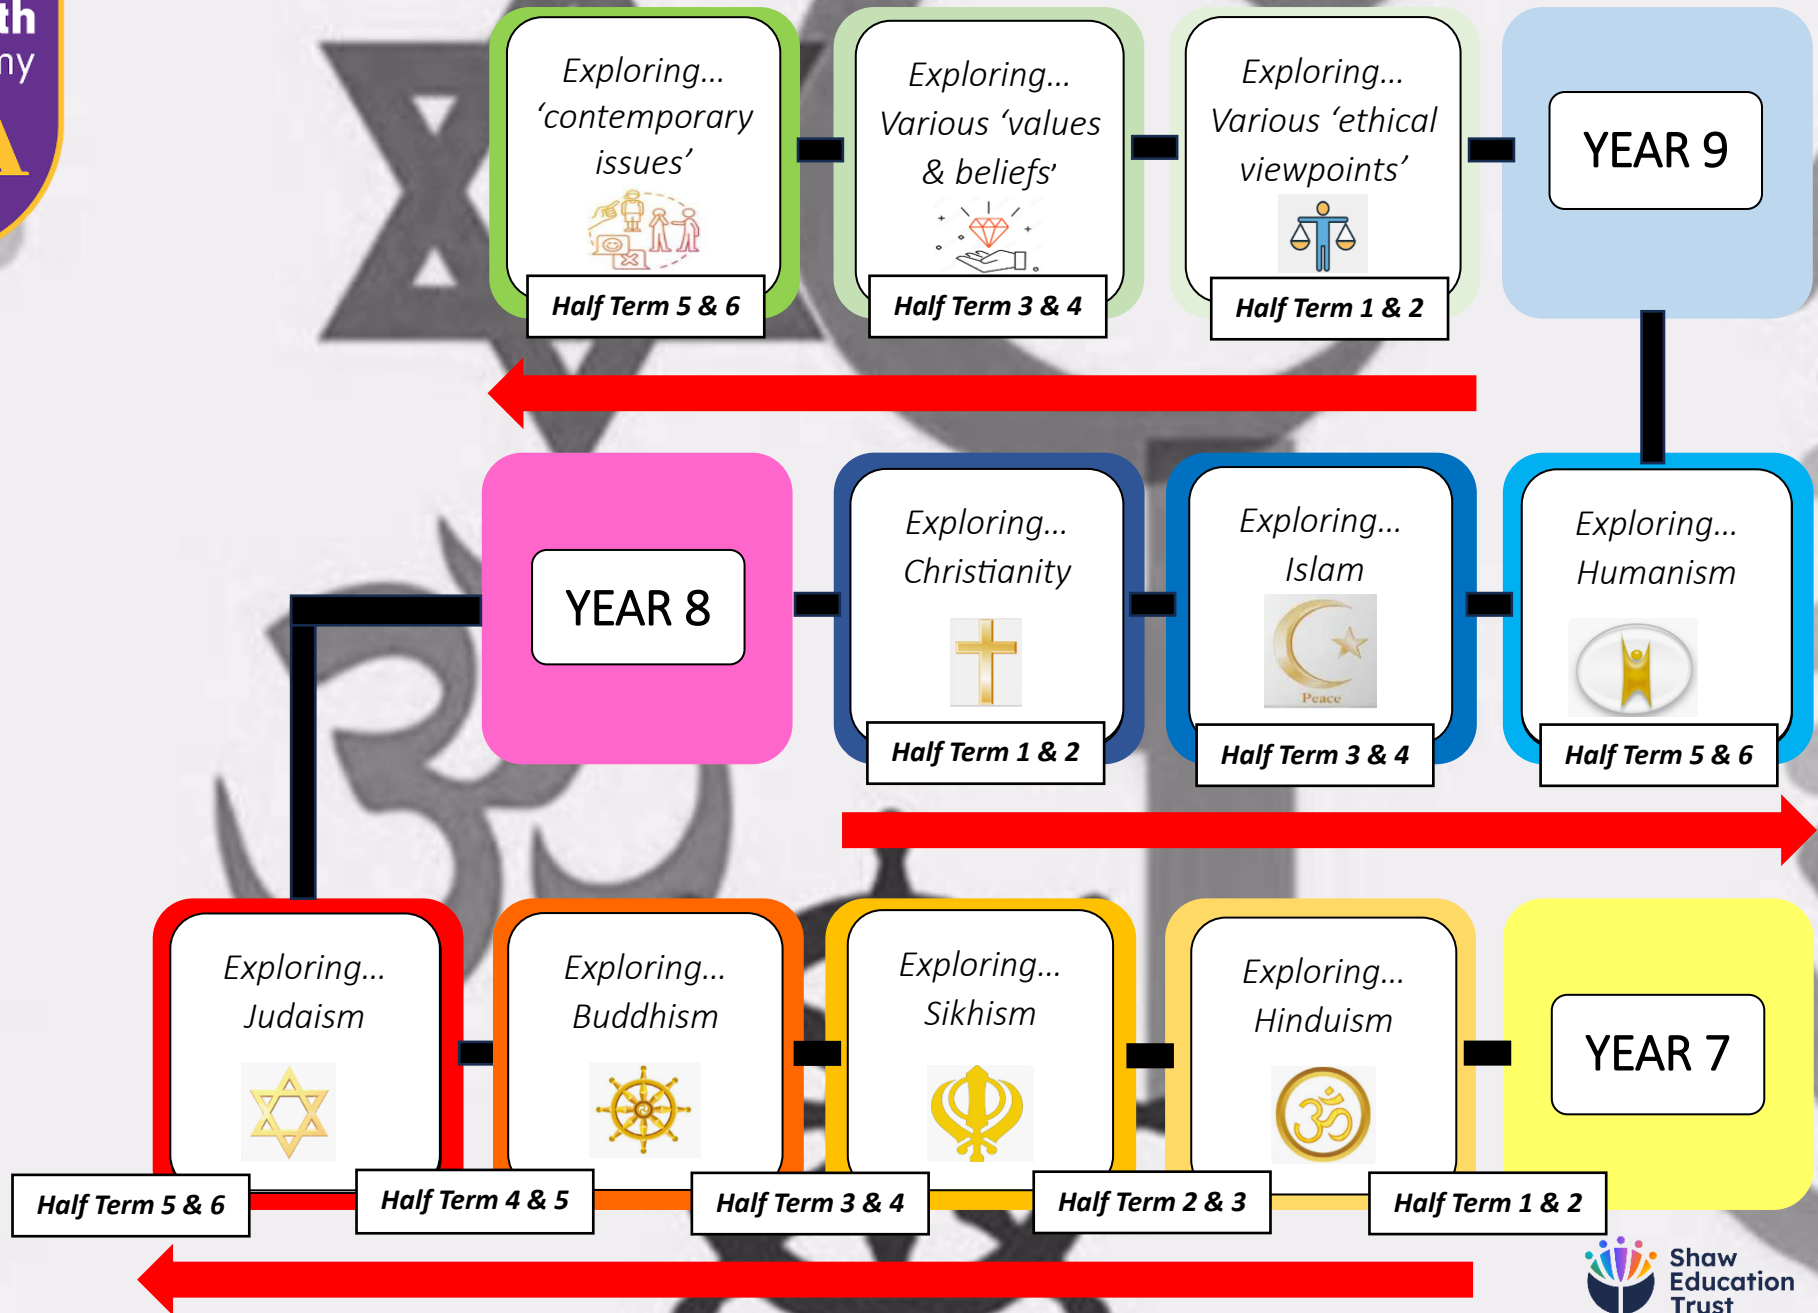 th
ny
A
Exploring...
‘contemporary
issues’
Half Term 5 & 6
Exploring...
Various ‘values
& beliefs’
Half Term 3 & 4
Exploring...
Various ‘ethical
viewpoints’
Half Term 1 & 2
YEAR 9
YEAR 8
Exploring...
Christianity
Half Term 1 & 2
Exploring...
Islam
Peace
Half Term 3 & 4
Exploring...
Humanism
Half Term 5 & 6
Exploring...
Judaism
Exploring...
Buddhism
Exploring...
Sikhism
Exploring...
Hinduism
ॐ
YEAR 7
Half Term 5 & 6
Half Term 4 & 5
Half Term 3 & 4
Half Term 2 & 3
Half Term 1 & 2
Shaw
Education
Trust